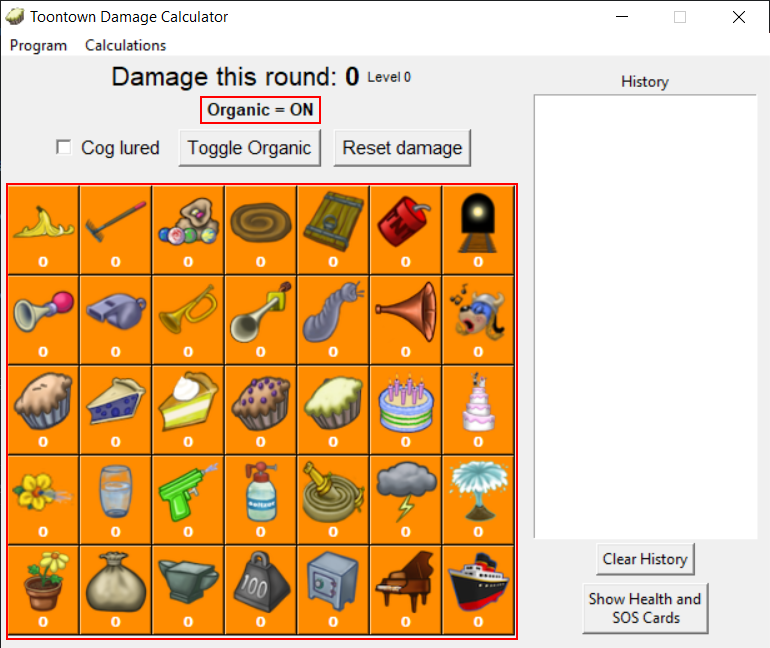 Toontown Damage Calculator
Program Calculations
Damage this round: 0 Level 0
Organic = ON
Cog lured Toggle Organic Reset damage
History
0 0 0 0 0 0 0
0 0 0 0 0 0 0
0 0 0 0 0 0 0
seltzer
0 0 0 0 0 0 0
100
0 0 0 0 0 0 0
Clear History
Show Health and
SOS Cards